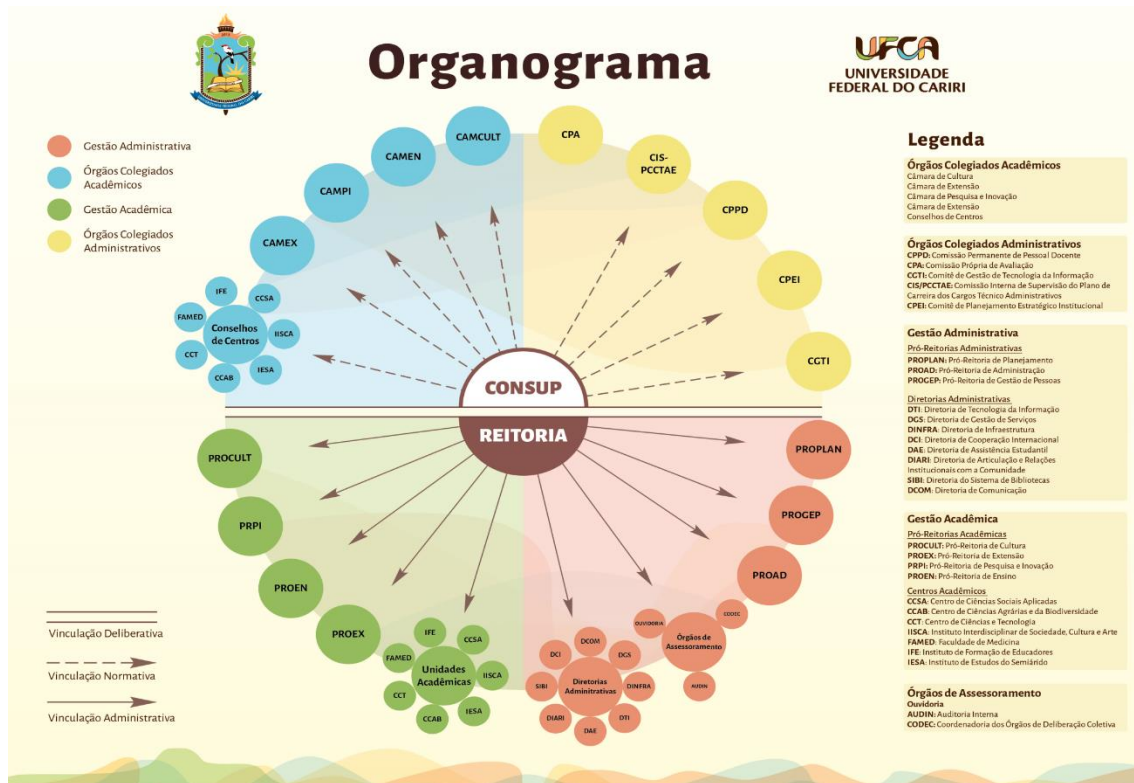 Organograma
UFCA
UNIVERSIDADE
FEDERAL DO CARIRI
Gestão Administrativa
Órgãos Colegiados
Acadêmicos
Gestão Acadêmica
Órgãos Colegiados
Administrativos
CAMCULT
CAMEN
CAMPI
CAMEX
Conselhos
de Centros
IFE
CCSA
IISCA
IESA
CCAB
CCT
FAMED
CPA
CIS-
PCCTAE
CPPD
CPEI
CGTI
CONSUP
REITORIA
PROCULT
PRPI
PROEN
PROEX
Unidades
Acadêmicas
IFE
CCSA
IISCA
IESA
CCAB
CCT
FAMED
PROPLAN
PROGEP
PROAD
Órgãos de
Assessoramento
OUVIDORIA
CODEC
AUDIN
Diretorias
Adminitrativas
DCOM
DGS
DINFRA
DTI
DAE
DIARI
SIBI
DCI
Vinculação Deliberativa
Vinculação Normativa
Vinculação Administrativa
Legenda
Órgãos Colegiados Acadêmicos
Câmara de Cultura
Câmara de Extensão
Câmara de Pesquisa e Inovação
Câmara de Extensão
Conselhos de Centros
Órgãos Colegiados Administrativos
CPPD: Comissão Permanente de Pessoal Docente
CPA: Comissão Própria de Avaliação
CGTI: Comitê de Gestão de Tecnologia da Informação
CIS/PCCTAE: Comissão Interna de Supervisão do Plano de
Carreira dos Cargos Técnico Administrativos
CPEI: Comitê de Planejamento Estratégico Institucional
Gestão Administrativa
Pró-Reitorias Administrativas
PROPLAN: Pró-Reitoria de Planejamento
PROAD: Pró-Reitoria de Administração
PROGEP: Pró-Reitoria de Gestão de Pessoas
Diretorias Administrativas
DTI: Diretoria de Tecnologia da Informação
DGS: Diretoria de Gestão de Serviços
DINFRA: Diretoria de Infraestrutura
DCI: Diretoria de Cooperação Internacional
DAE: Diretoria de Assistência Estudantil
DIARI: Diretoria de Articulação e Relações
Institucionais com a Comunidade
SIBI: Diretoria do Sistema de Bibliotecas
DCOM: Diretoria de Comunicação
Gestão Acadêmica
Pró-Reitorias Acadêmicas
PROCULT: Pró-Reitoria de Cultura
PROEX: Pró-Reitoria de Extensão
PRPI: Pró-Reitoria de Pesquisa e Inovação
PROEN: Pró-Reitoria de Ensino
Centros Acadêmicos
CCSA: Centro de Ciências Sociais Aplicadas
CCAB: Centro de Ciências Agrárias e da Biodiversidade
CCT: Centro de Ciências e Tecnologia
IISCA: Instituto Interdisciplinar de Sociedade, Cultura e Arte
FAMED: Faculdade de Medicina
IFE: Instituto de Formação de Educadores
IESA: Instituto de Estudos do Semiárido
Órgãos de Assessoramento
Ouvidoria
AUDIN: Auditoria Interna
CODEC: Coordenadoria dos Órgãos de Deliberação Coletiva